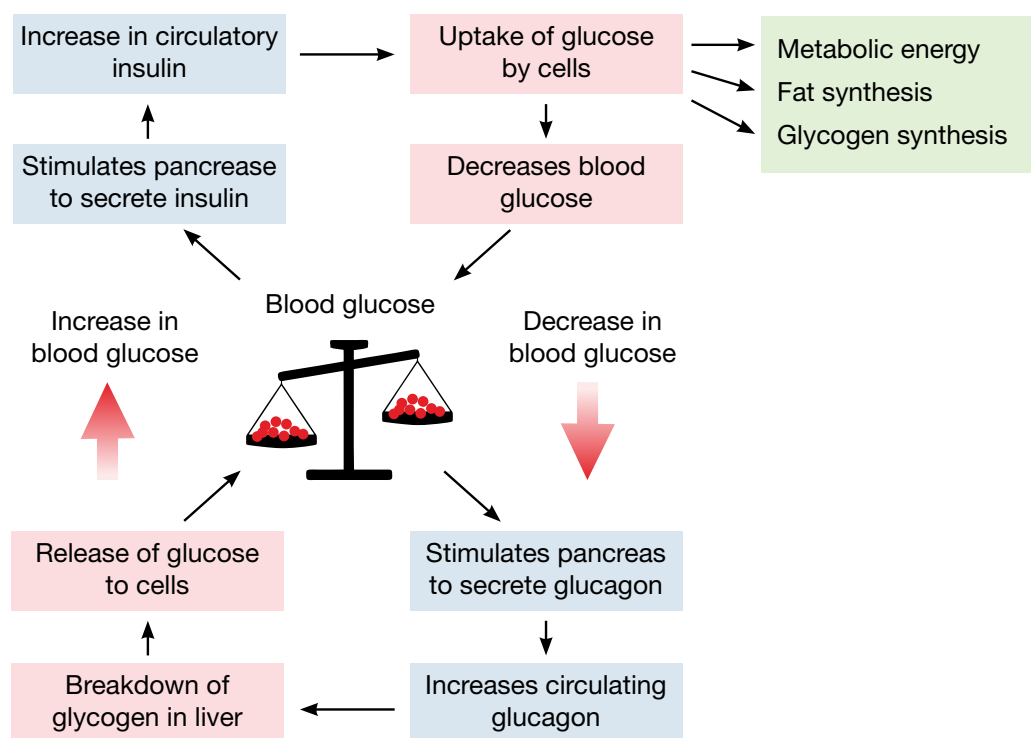 Increase in circulatory
insulin
Uptake of glucose
by cells
Metabolic energy
Fat synthesis
Glycogen synthesis
Stimulates pancrease
to secrete insulin
Decreases blood
glucose
Blood glucose
Increase in
blood glucose
Decrease in
blood glucose
Release of glucose
to cells
Stimulates pancreas
to secrete glucagon
Breakdown of
glycogen in liver
Increases circulating
glucagon